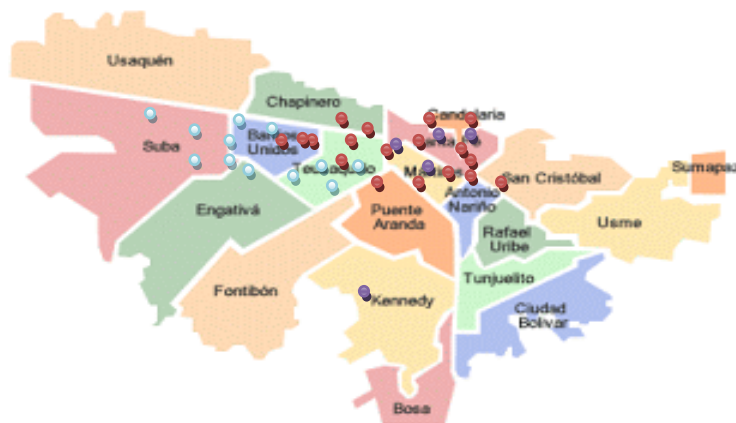 Usaquén
Chapinero
Candelaria
Suba
Barrios
Unidos
Teusaquillo
San Cristóbal
Sumapaz
Antonio
Nariño
Engativá
Puente
Aranda
Usme
Rafael
Uribe
Tunjuelito
Fontibón
Kennedy
Ciudad
Bolívar
Bosa